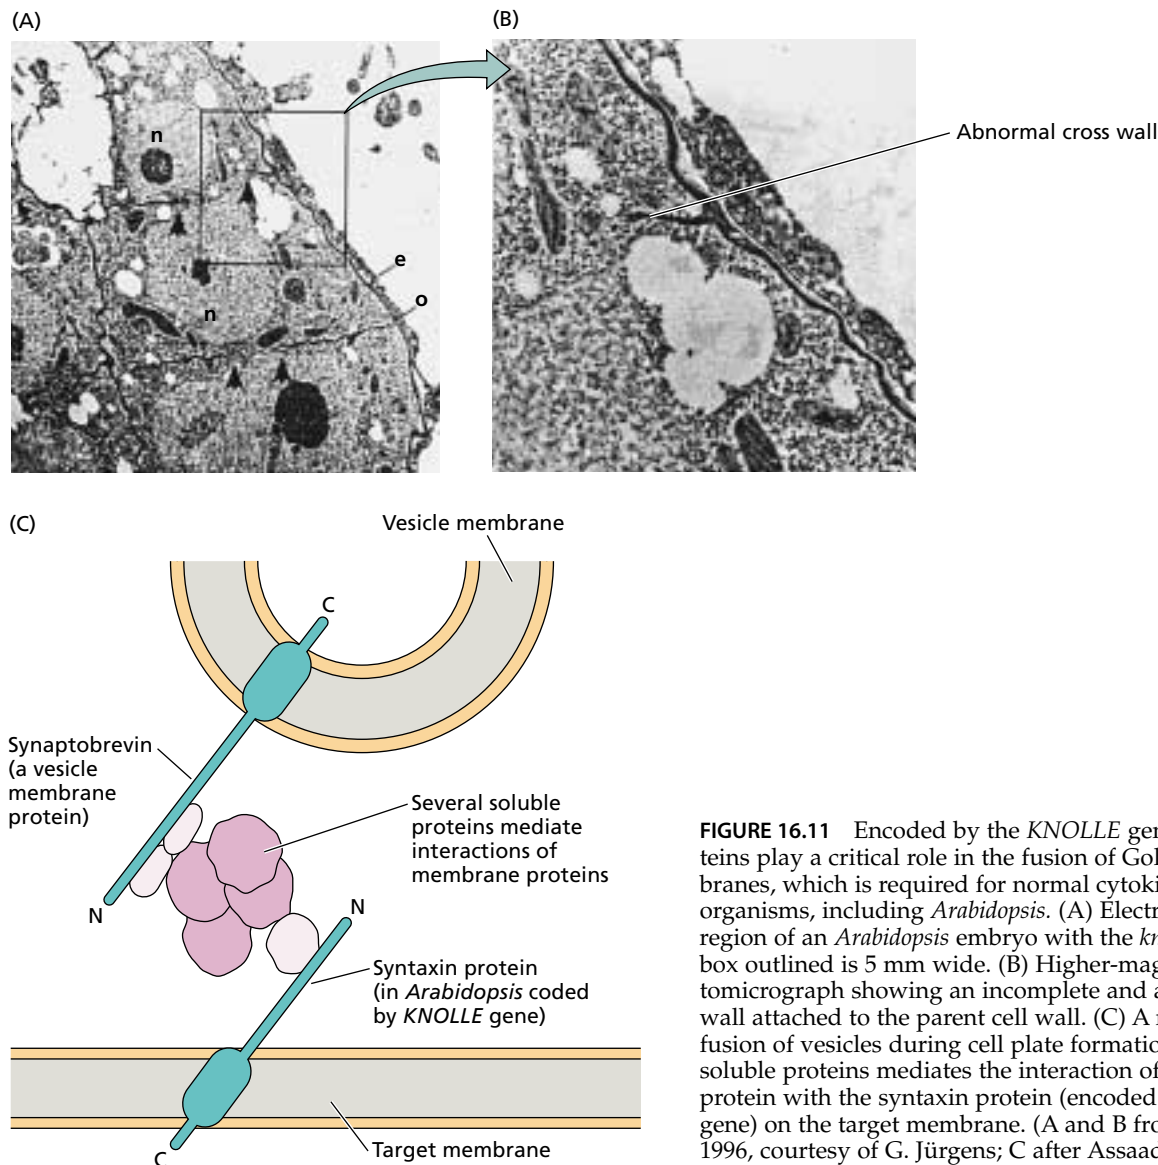 (A)
(B)
n
n
e
o
Abnormal cross wall
(C)
Vesicle membrane
C
Synaptobrevin
(a vesicle
membrane
protein)
Several soluble
proteins mediate
interactions of
membrane proteins
N
N
Syntaxin protein
(in Arabidopsis coded
by KNOLLE gene)
Target membrane
C
FIGURE 16.11 Encoded by the KNOLLE gen
teins play a critical role in the fusion of Gol
branes, which is required for normal cytoki
organisms, including Arabidopsis. (A) Electr
region of an Arabidopsis embryo with the kn
box outlined is 5 mm wide. (B) Higher-mag
tomicrograph showing an incomplete and a
wall attached to the parent cell wall. (C) A
fusion of vesicles during cell plate formatio
soluble proteins mediates the interaction of
protein with the syntaxin protein (encoded
gene) on the target membrane. (A and B fro
1996, courtesy of G. Jürgens; C after Assaad